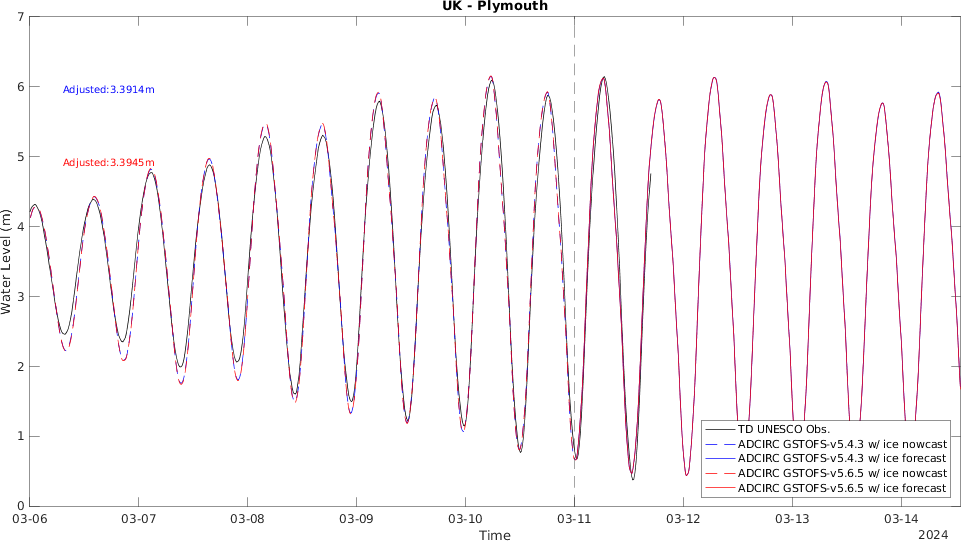 UK - Plymouth
7
6
5
4
3
2
1
0
Water Level (m)
Adjusted:3.3914m
Adjusted:3.3945m
TD UNESCO Obs.
ADCIRC GSTOFS-v5.4.3 w/ ice nowcast
ADCIRC GSTOFS-v5.4.3 w/ ice forecast
ADCIRC GSTOFS-v5.6.5 w/ ice nowcast
ADCIRC GSTOFS-v5.6.5 w/ ice forecast
03-06 03-07 03-08 03-09 03-10 03-11 03-12 03-13 03-14
Time
2024